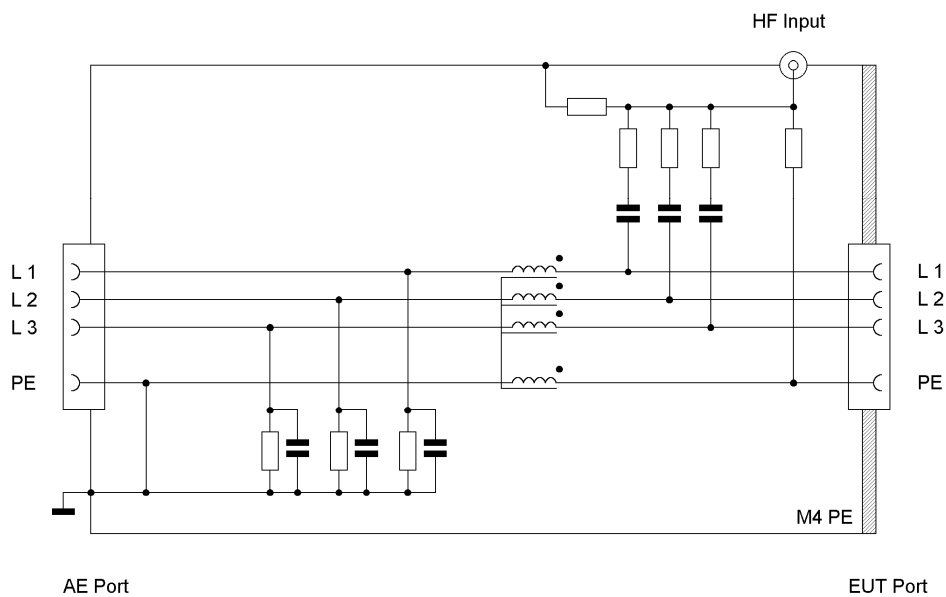 HF Input
L 1
L 1
L 2
L 2
L 3
L 3
PE
PE
M4 PE
AE Port
EUT Port